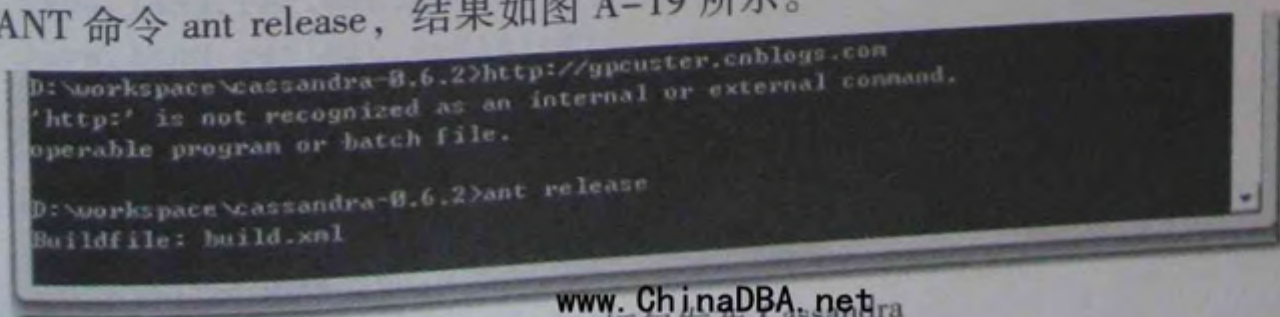 ANT 命令 ant release，结果如图 A-19 所示。
D:\workspace\cassandra-0.6.2>http://gpcuster.cnblogs.com
'http:' is not recognized as an internal or external command,
operable program or batch file.
D:\workspace\cassandra-0.6.2>ant release
Buildfile: build.xml
www.ChinaDBA.net